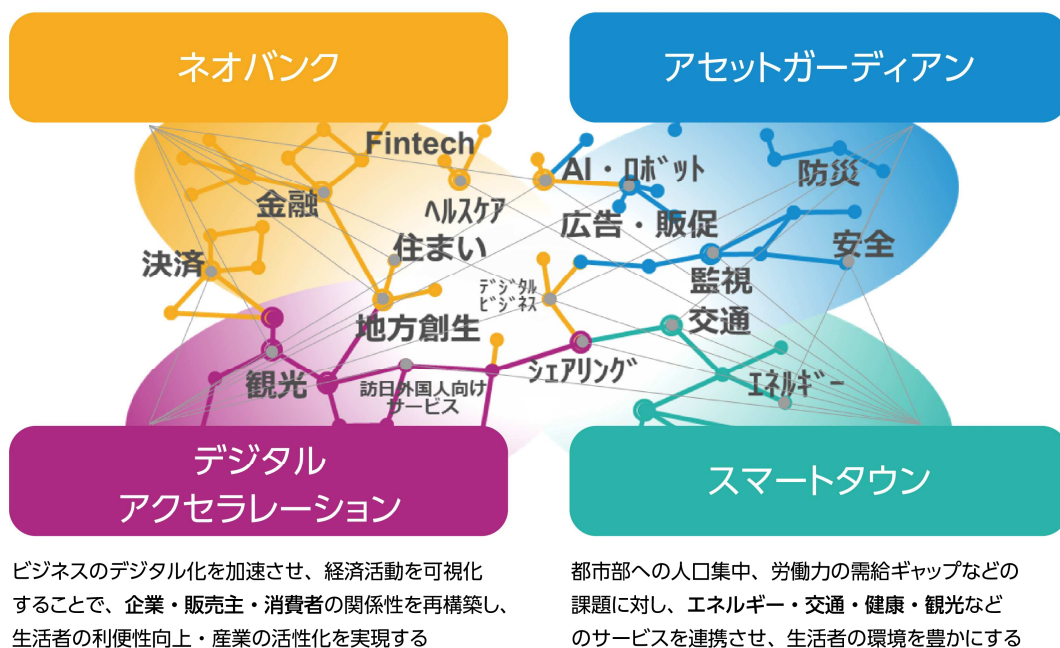 ネオバンク
アセットガーディアン
Fintech
AI・ロボット
防災
金融
ヘルスケア
広告・販促
決済
住まい
安全
監視
デジタル
ビジネス
地方創生
交通
観光
訪日外国人向け
サービス
シェアリング
エネルギー
デジタル
アクセラレーション
スマートタウン
ビジネスのデジタル化を加速させ、経済活動を可視化
することで、企業・販売主・消費者の関係性を再構築し、
生活者の利便性向上・産業の活性化を実現する
都市部への人口集中、労働力の需給ギャップなどの
課題に対し、エネルギー・交通・健康・観光など
のサービスを連携させ、生活者の環境を豊かにする